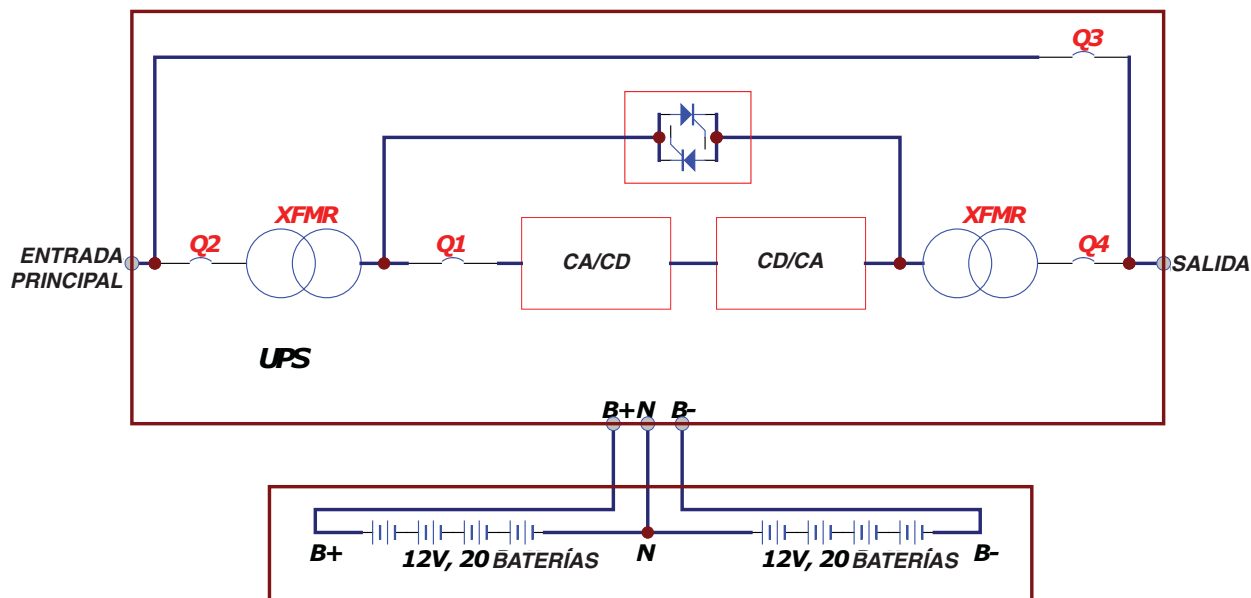 Q3
XFMR
XFMR
Q2
Q1
Q4
ENTRADA
PRINCIPAL
CA/CD
CD/CA
SALIDA
UPS
B+ N B-
B+
12V, 20 BATERÍAS
N
12V, 20 BATERÍAS
B-